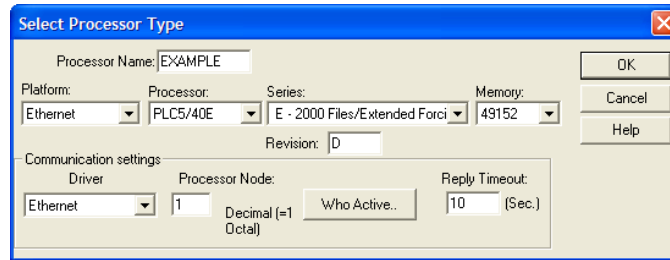 Select Processor Type
Processor Name: EXAMPLE
OK
Platform: Processor: Series: Memory:
Ethernet PLC5/40E E - 2000 Files/Extended Forci 49152
Cancel
Help
Revision: D
Communication settings
Driver Processor Node: Reply Timeout:
Ethernet 1 Decimal (=1 Who Active.. 10 (Sec.)
Octal)